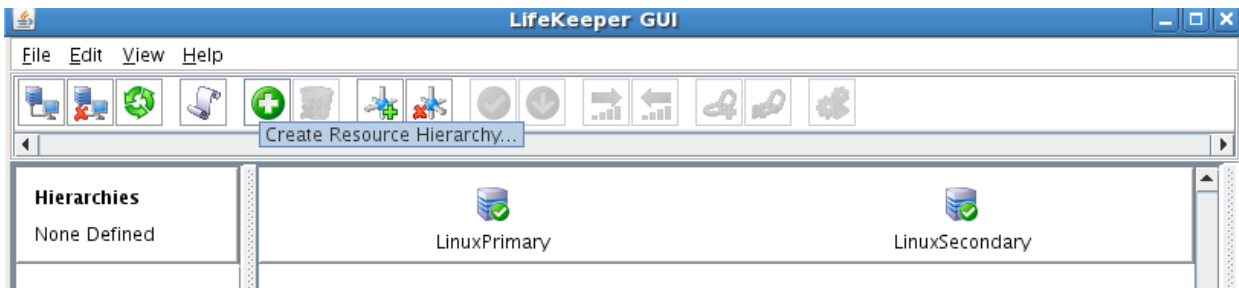 LifeKeeper GUI
File Edit View Help
Create Resource Hierarchy...
Hierarchies
None Defined
LinuxPrimary
LinuxSecondary